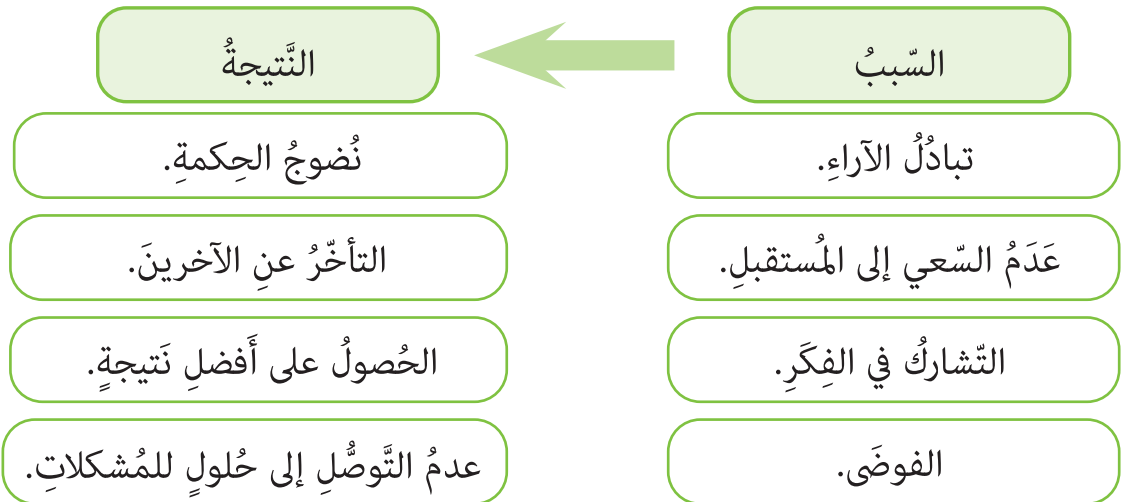 السّببُ
النَّتيجةُ
تبادُلُ الآراءِ.
نُضوجُ الحِكمةِ.
عَدَمُ السّعي إلى المُستقبلِ.
التأخّرُ عنِ الآخرينَ.
التّشاركُ في الفِكَرِ.
الحُصولُ على أَفضلِ نَتيجةٍ.
الفوضَى.
عدمُ التَّوصُّلِ إلى حُلولٍ للمُشكلاتِ.